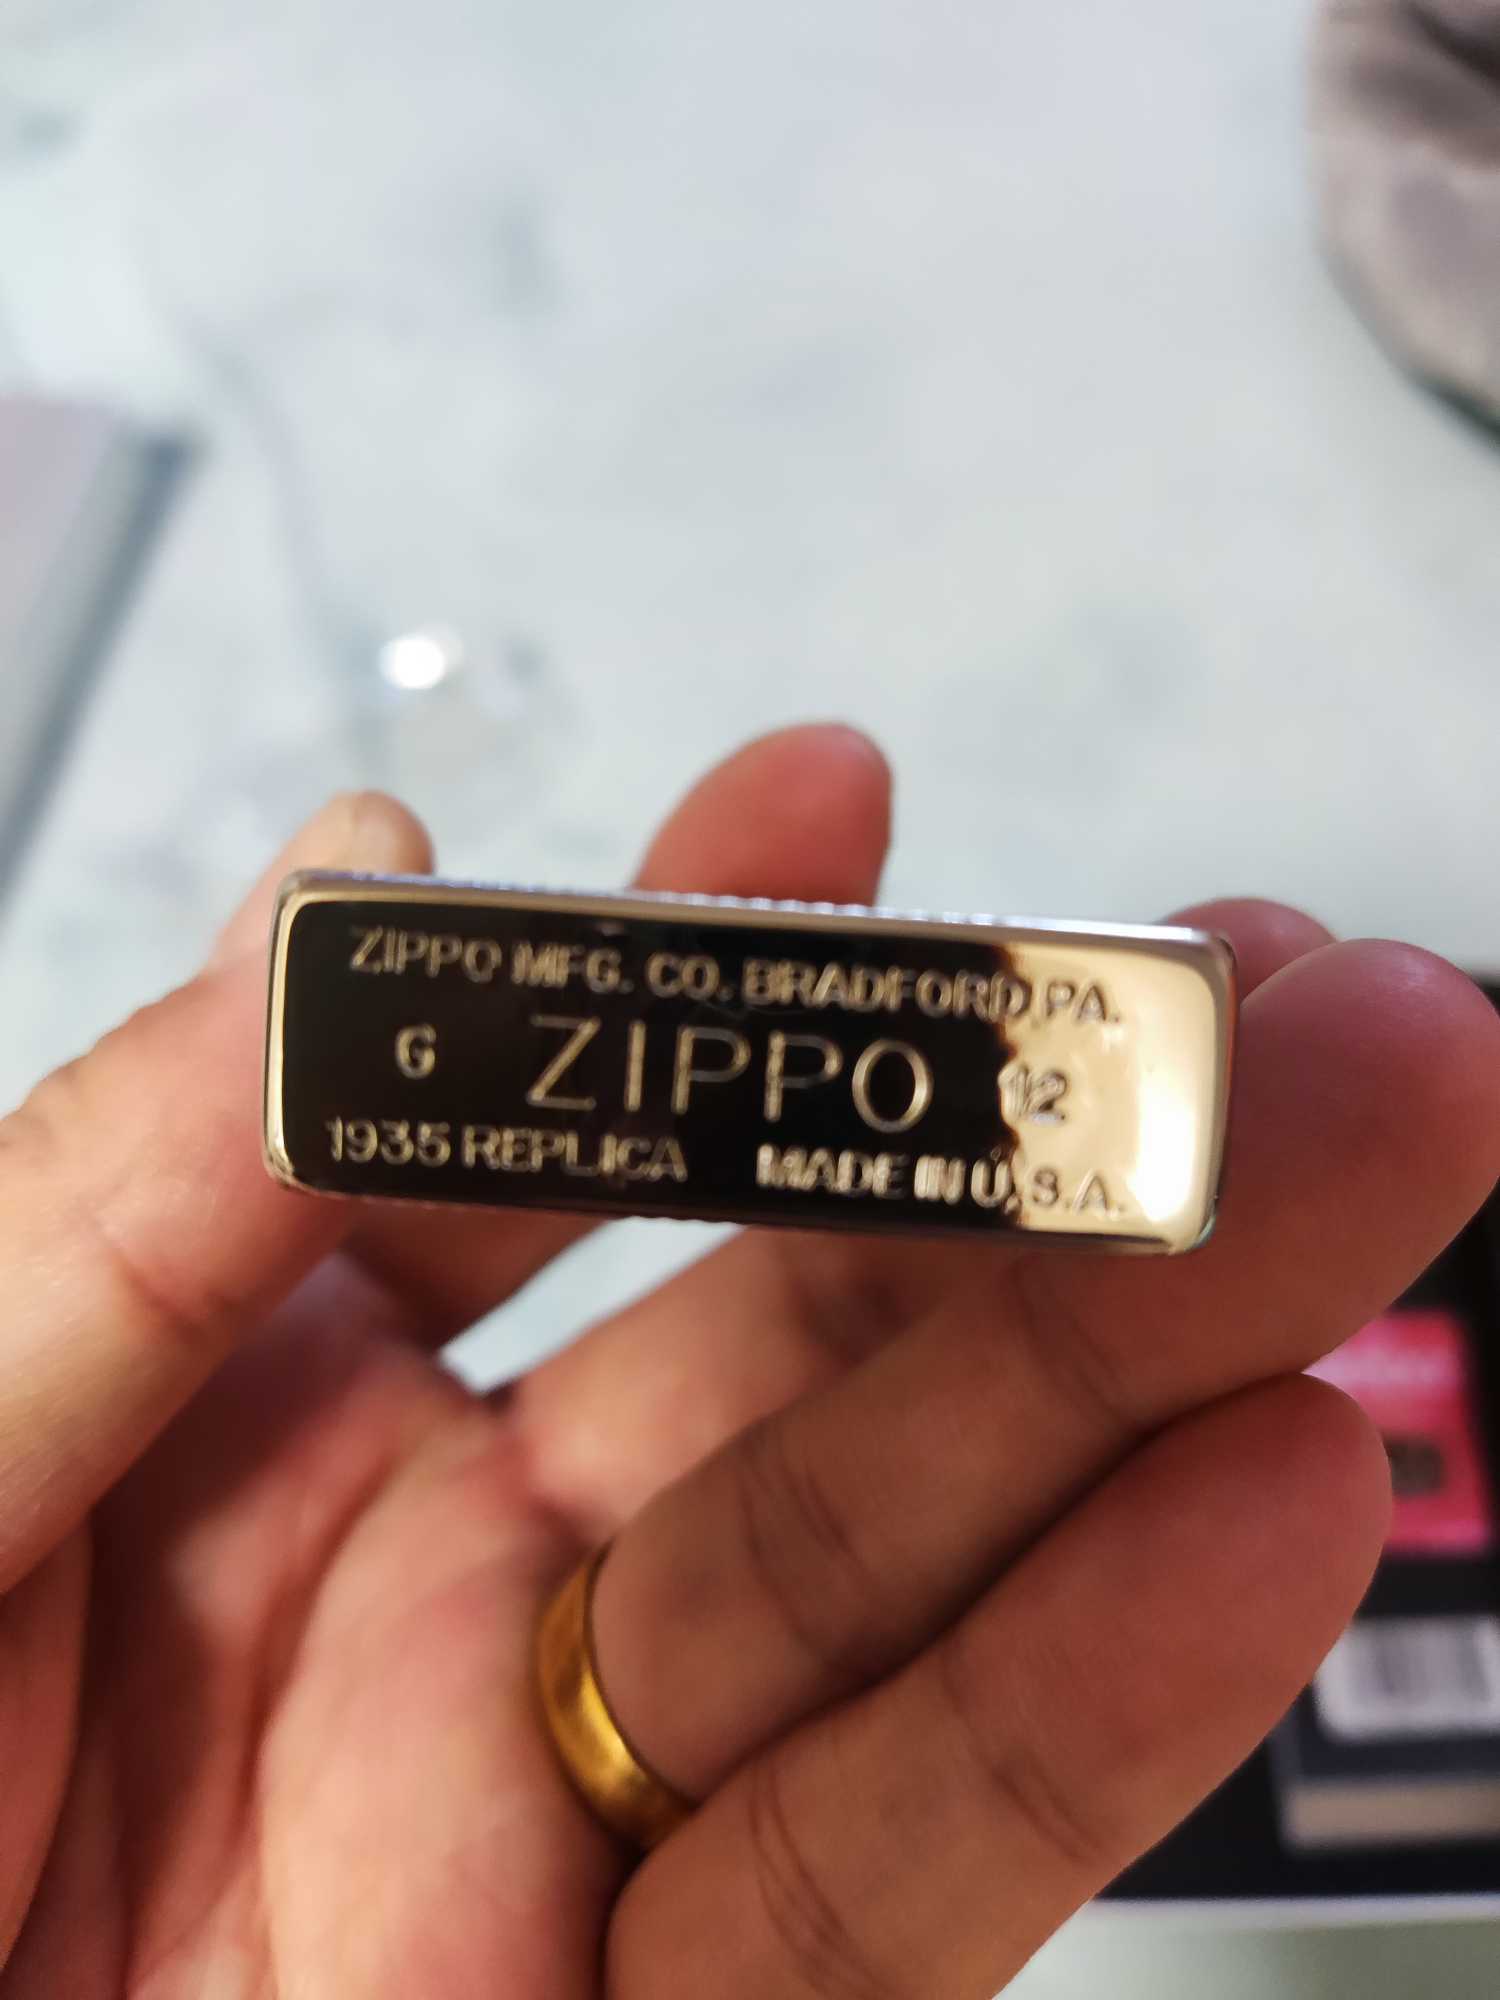 ZIPPO MFG. CO. BRADFORD, PA.
G ZIPPO 12
1935 REPLICA MADE IN U.S.A.